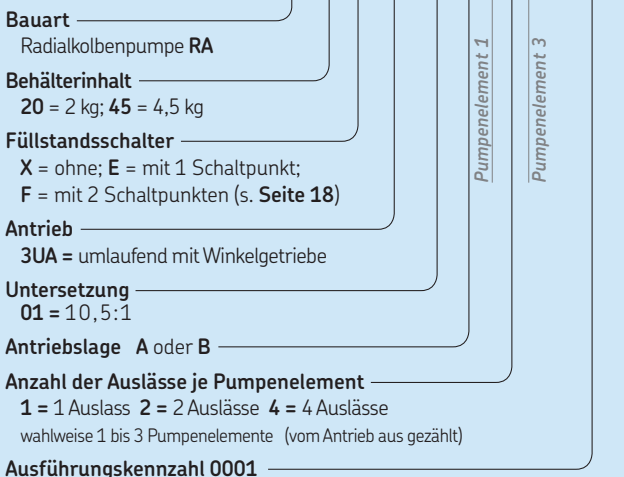 Bauart
Radialkolbenpumpe RA
Behälterinhalt
20 = 2 kg; 45 = 4,5 kg
Füllstandsschalter
X = ohne; E = mit 1 Schaltpunkt;
F = mit 2 Schaltpunkten (s. Seite 18)
Antrieb
3UA = umlaufend mit Winkelgetriebe
Untersetzung
01 = 10,5:1
Antriebslage A oder B
Anzahl der Auslässe je Pumpenelement
1 = 1 Auslass 2 = 2 Auslässe 4 = 4 Auslässe
wahlweise 1 bis 3 Pumpenelemente (vom Antrieb aus gezählt)
Ausführungskennzahl 0001
Pumpenelement 1
Pumpenelement 3